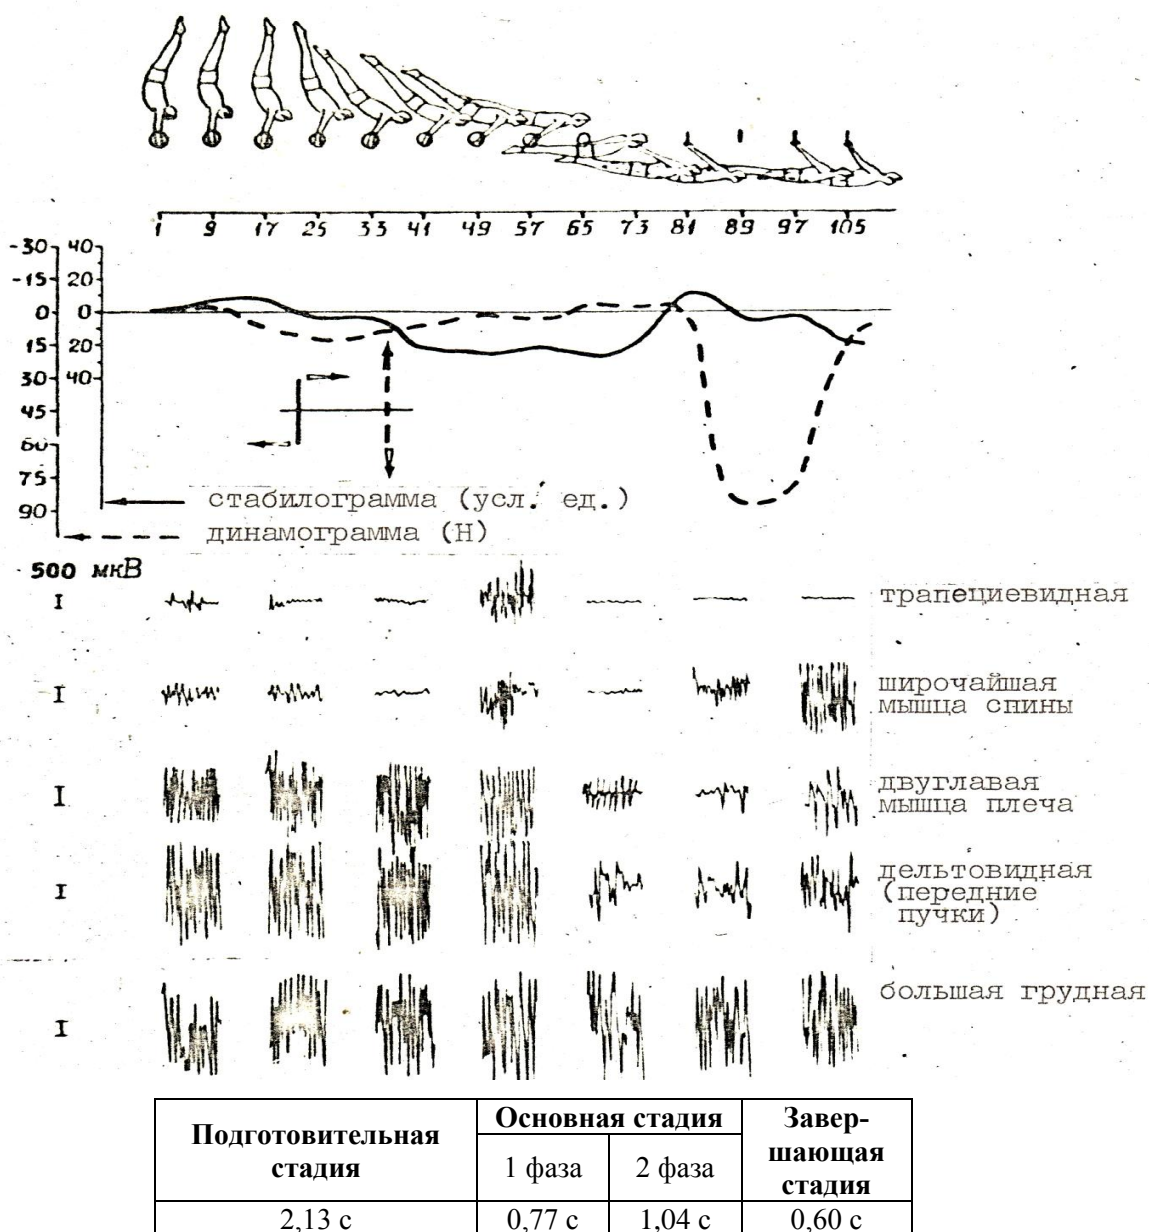 1 9 17 25 33 41 49 57 65 73 81 89 97 105
-30 40
-15 20
0 0
15 20
30 40
45
60
75
90
стабилограмма (усл. ед.)
динамограмма (Н)
500 мкВ
трапециевидная
широчайшая
мышца спины
двуглавая
мышца плеча
дельтовидная
(передние
пучки)
большая грудная
Подготовительная
стадия
Основная стадия
1 фаза 2 фаза
Завер-
шающая
стадия
2,13 с 0,77 с 1,04 с 0,60 с